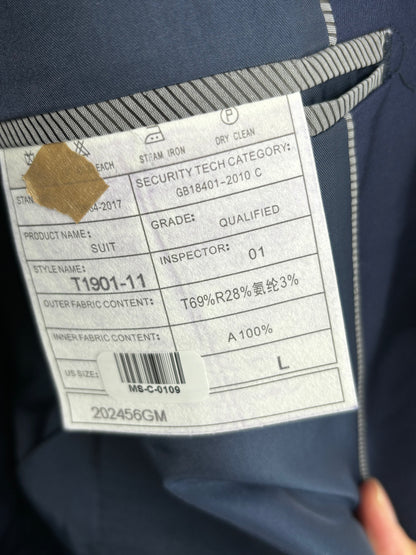 EACH STEAM IRON DRY CLEAN
SECURITY TECH CATEGORY:
GB18401-2010 C
STAN
4-2017
PRODUCT NAME:
SUIT
GRADE: QUALIFIED
STYLE NAME:
T1901-11
INSPECTOR: 01
OUTER FABRIC CONTENT: T69%R28%氨纶3%
INNER FABRIC CONTENT: A100%
US SIZE: L
MS-C-0109
202456GM